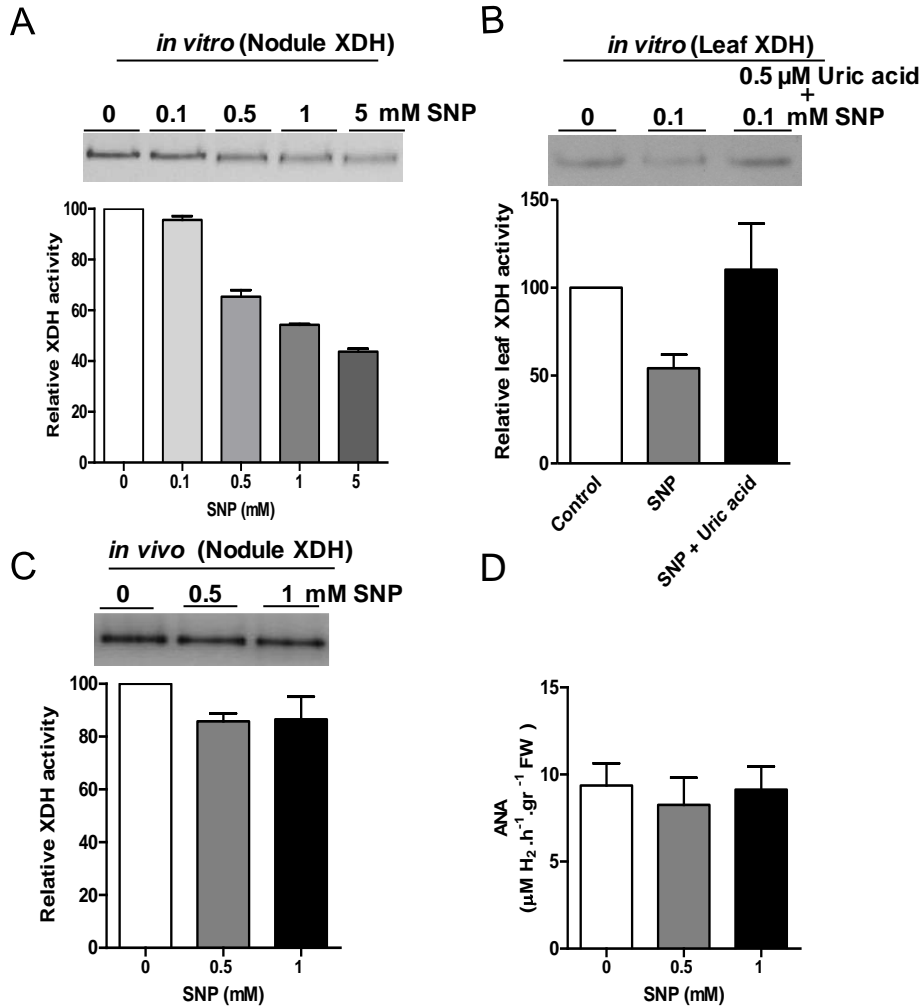 A
in vitro (Nodule XDH)
0 0.1 0.5 1 5 mM SNP
Relative XDH activity
100
80
60
40
20
0
0 0.1 0.5 1 5
SNP (mM)
B
in vitro (Leaf XDH)
0.5 µM Uric acid
+
0 0.1 0.1 mM SNP
Relative leaf XDH activity
150
100
50
0
Control
SNP
SNP + Uric acid
C
in vivo (Nodule XDH)
0 0.5 1 mM SNP
Relative XDH activity
100
80
60
40
20
0
0 0.5 1
SNP (mM)
D
ANA
(µM H₂ .h⁻¹.gr ⁻¹ FW )
15
10
5
0
0 0.5 1
SNP (mM)